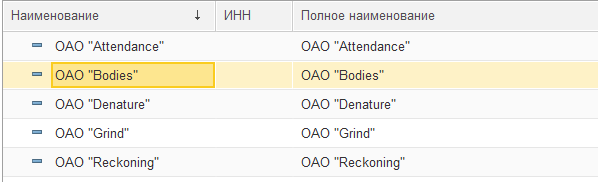 Наименование ↓ ИНН Полное наименование
ОАО "Attendance" ОАО "Attendance"
ОАО "Bodies" ОАО "Bodies"
ОАО "Denature" ОАО "Denature"
ОАО "Grind" ОАО "Grind"
ОАО "Reckoning" ОАО "Reckoning"